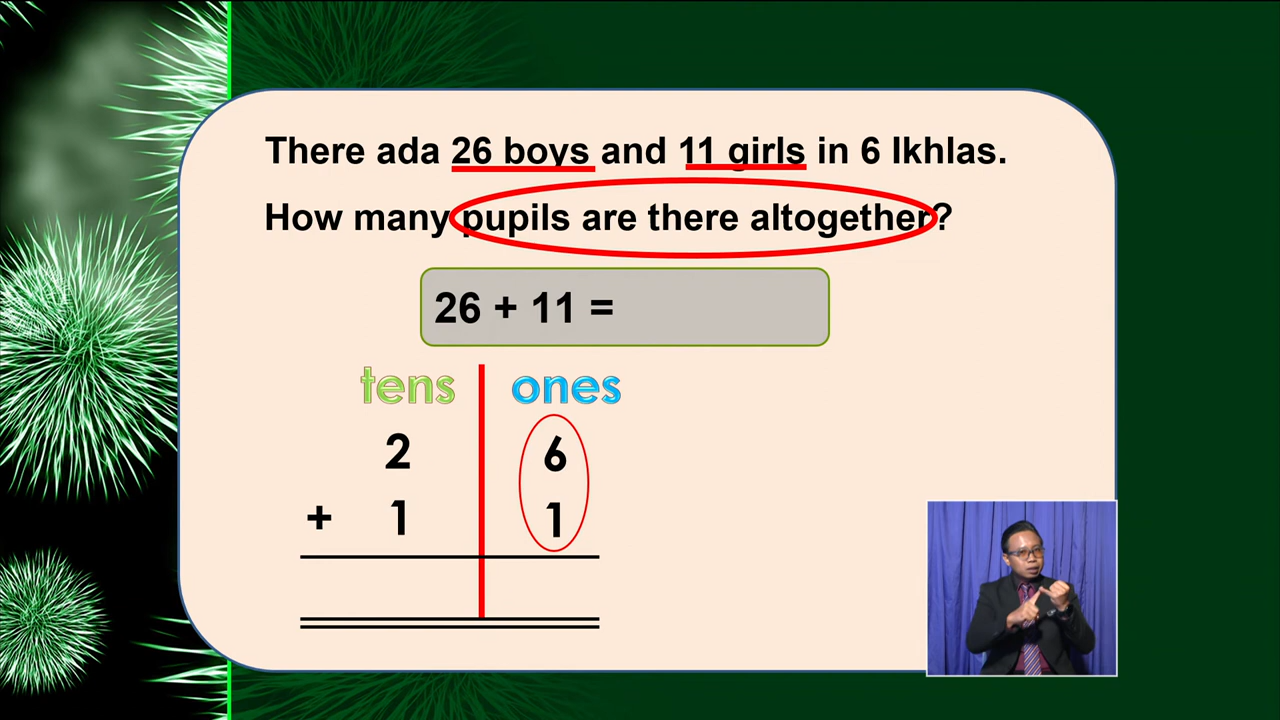 There ada 26 boys and 11 girls in 6 Ikhlas.
How many pupils are there altogether?
26 + 11 =
tens ones
2 6
+ 1 1